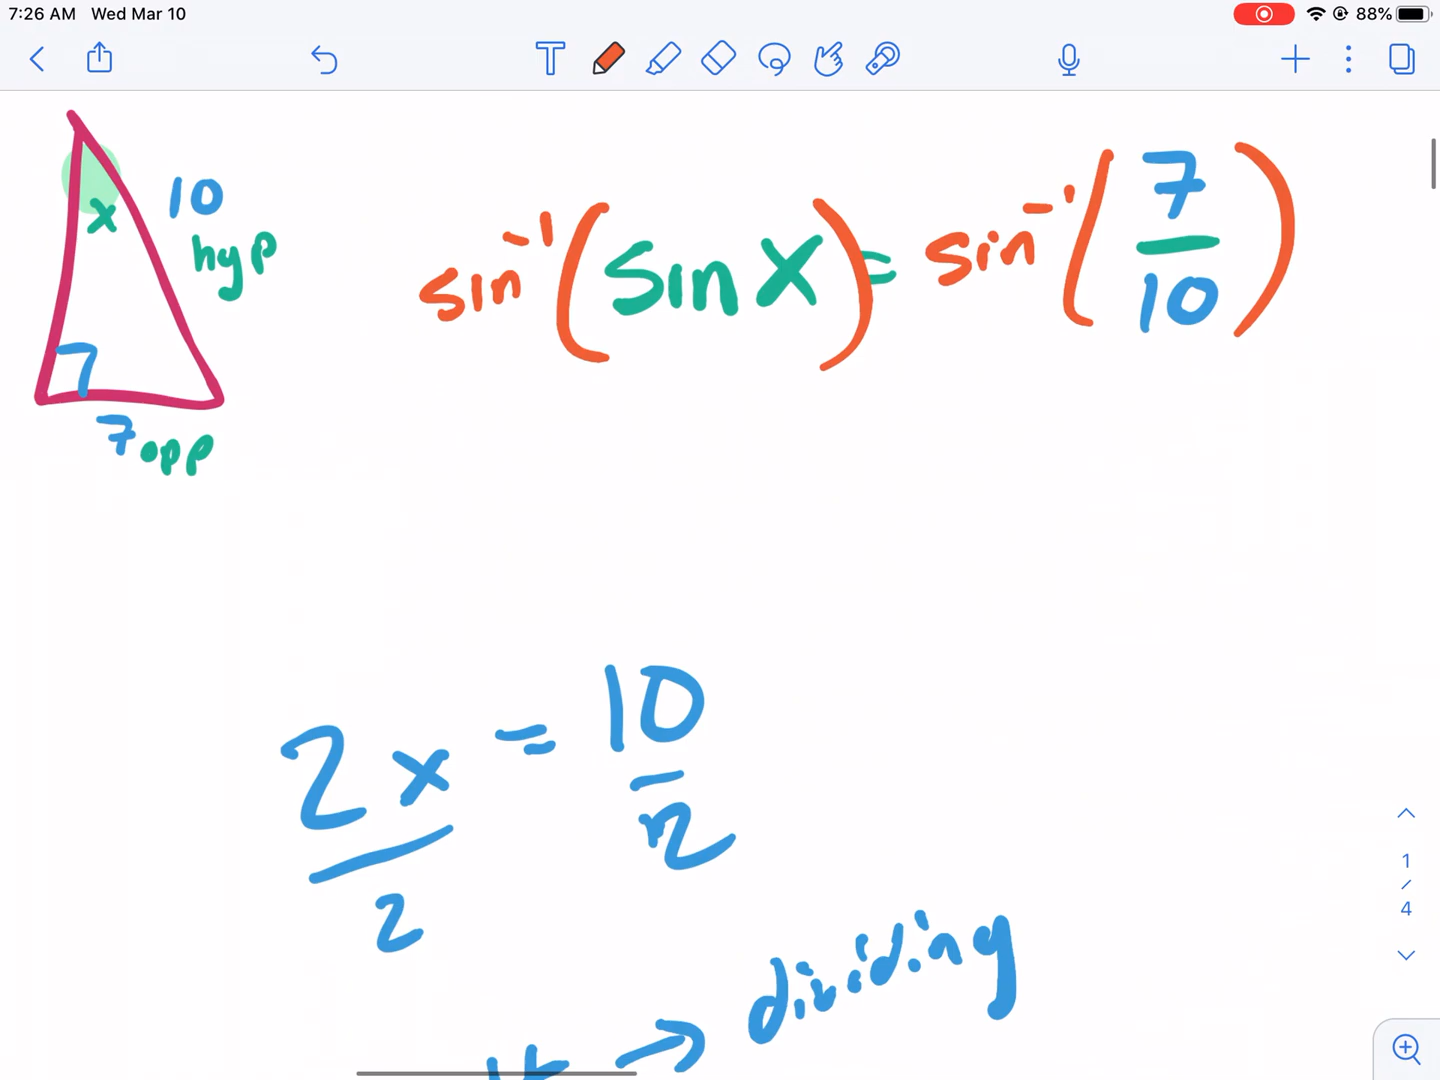 7:26 AM Wed Mar 10 88%
x
10
hyp
7 opp
sin⁻¹(sin x) = sin⁻¹(7/10)
2x/2 = 10/2
→ dividing
1
/
4